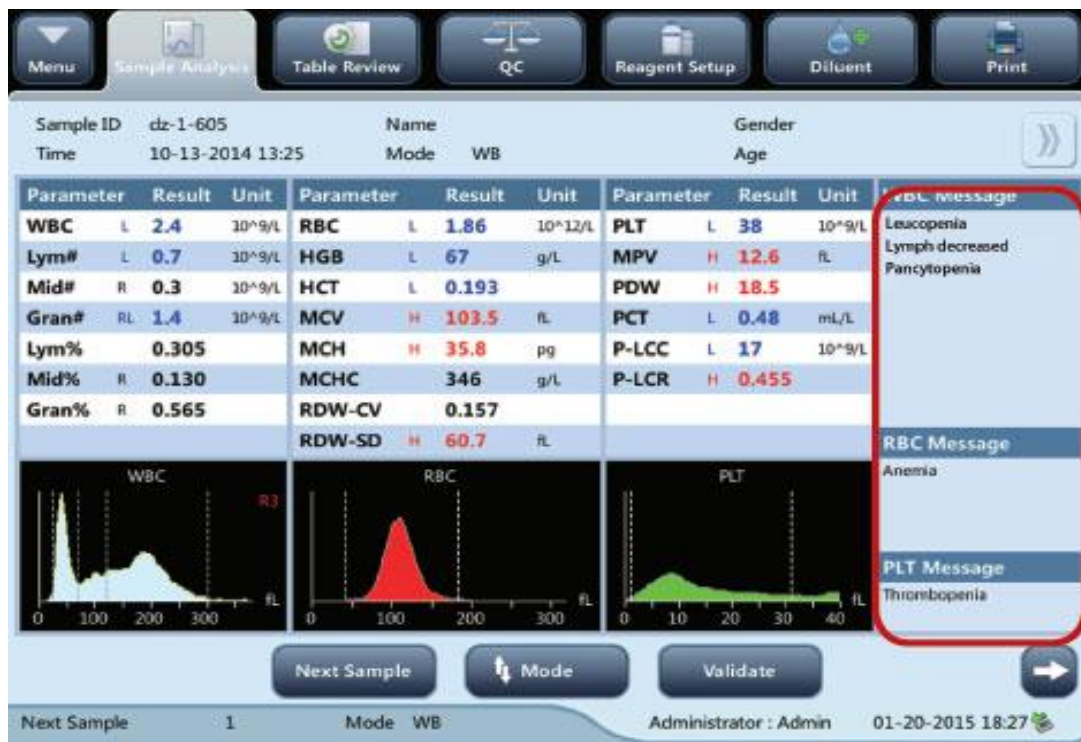 Menu Sample Analysis Table Review QC Reagent Setup Diluent Print
Sample ID dz-1-605 Name Gender
Time 10-13-2014 13:25 Mode WB Age
Parameter Result Unit Parameter Result Unit Parameter Result Unit WBC Message
WBC L 2.4 10^9/L RBC L 1.86 10^12/L PLT L 38 10^9/L Leucopenia
Lym# L 0.7 10^9/L HGB L 67 g/L MPV H 12.6 fL Lymph decreased
Mid# R 0.3 10^9/L HCT L 0.193 PDW H 18.5 Pancytopenia
Gran# RL 1.4 10^9/L MCV H 103.5 fL PCT L 0.48 mL/L
Lym% 0.305 MCH H 35.8 pg P-LCC L 17 10^9/L
Mid% R 0.130 MCHC 346 g/L P-LCR H 0.455
Gran% R 0.565 RDW-CV 0.157
RDW-SD H 60.7 fL RBC Message
WBC RBC PLT Anemia
R3
PLT Message
fL fL fL Thrombopenia
0 100 200 300 0 100 200 300 0 10 20 30 40
Next Sample Mode Validate
Next Sample 1 Mode WB Administrator : Admin 01-20-2015 18:27